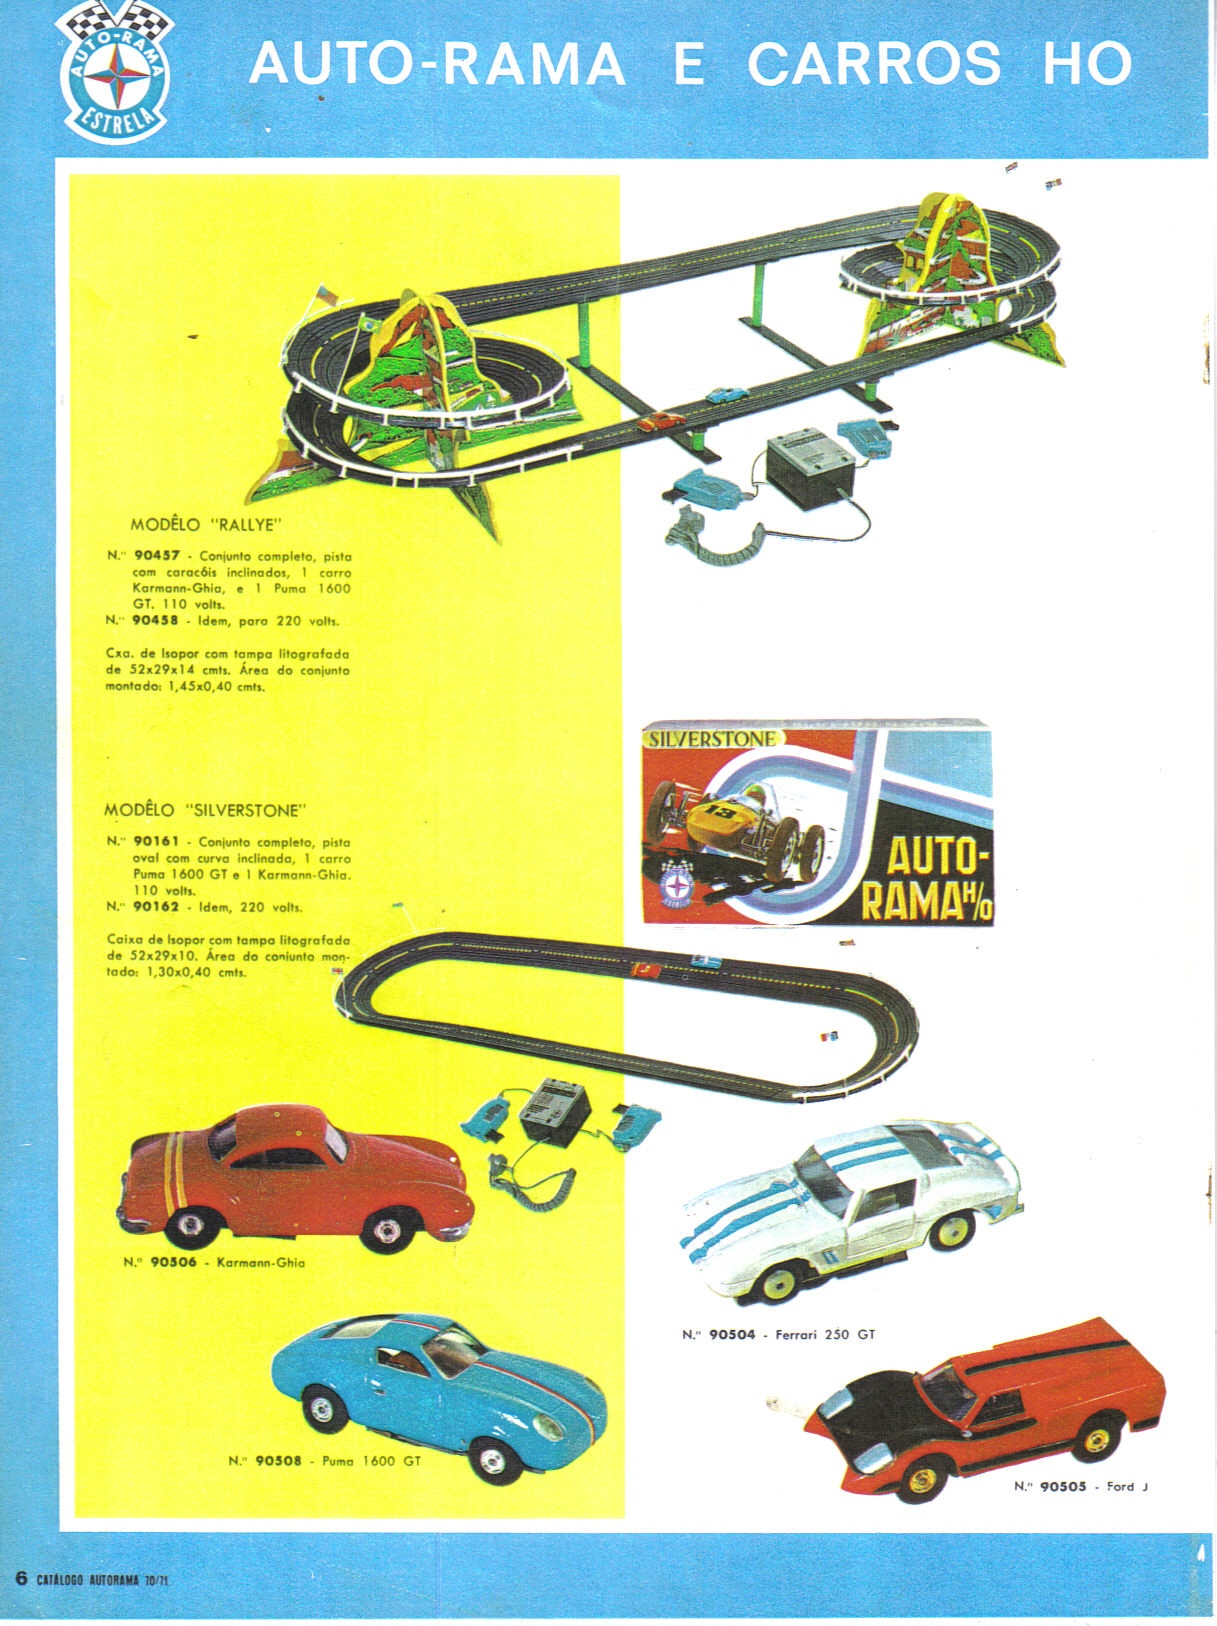 AUTO-RAMA
ESTRELA
AUTO-RAMA E CARROS HO
MODÊLO "RALLYE"
N.º 90457 - Conjunto completo, pista
com caracóis inclinados, 1 carro
Karmann-Ghia, e 1 Puma 1600
GT. 110 volts.
N.º 90458 - Idem, para 220 volts.
Cxa. de Isopor com tampa litografada
de 52x29x14 cmts. Área do conjunto
montado: 1,45x0,40 cmts.
SILVERSTONE
13
AUTO-
RAMA H/O
MODÊLO "SILVERSTONE"
N.º 90161 - Conjunto completo, pista
oval com curva inclinada, 1 carro
Puma 1600 GT e 1 Karmann-Ghia.
110 volts.
N.º 90162 - Idem, 220 volts.
Caixa de Isopor com tampa litografada
de 52x29x10. Área do conjunto mon-
tado: 1,30x0,40 cmts.
N.º 90506 - Karmann-Ghia
N.º 90504 - Ferrari 250 GT
N.º 90508 - Puma 1600 GT
N.º 90505 - Ford J
6 CATÁLOGO AUTORAMA 70/71